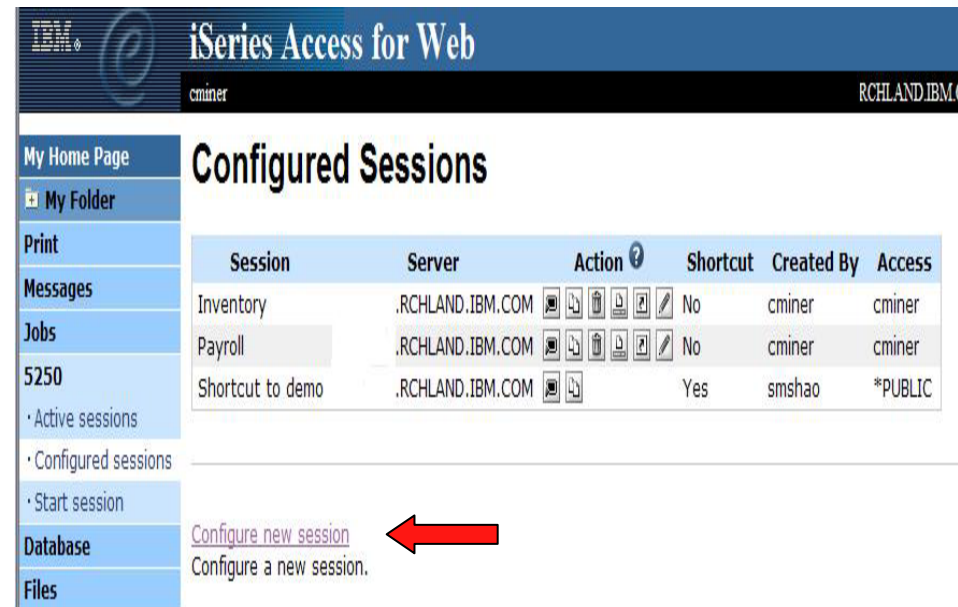 IBM.
iSeries Access for Web
cminer
RCHLAND.IBM.
My Home Page
My Folder
Print
Messages
Jobs
5250
· Active sessions
· Configured sessions
· Start session
Database
Files
Configured Sessions
Session Server Action ? Shortcut Created By Access
Inventory .RCHLAND.IBM.COM No cminer cminer
Payroll .RCHLAND.IBM.COM No cminer cminer
Shortcut to demo .RCHLAND.IBM.COM Yes smshao *PUBLIC
Configure new session
Configure a new session.